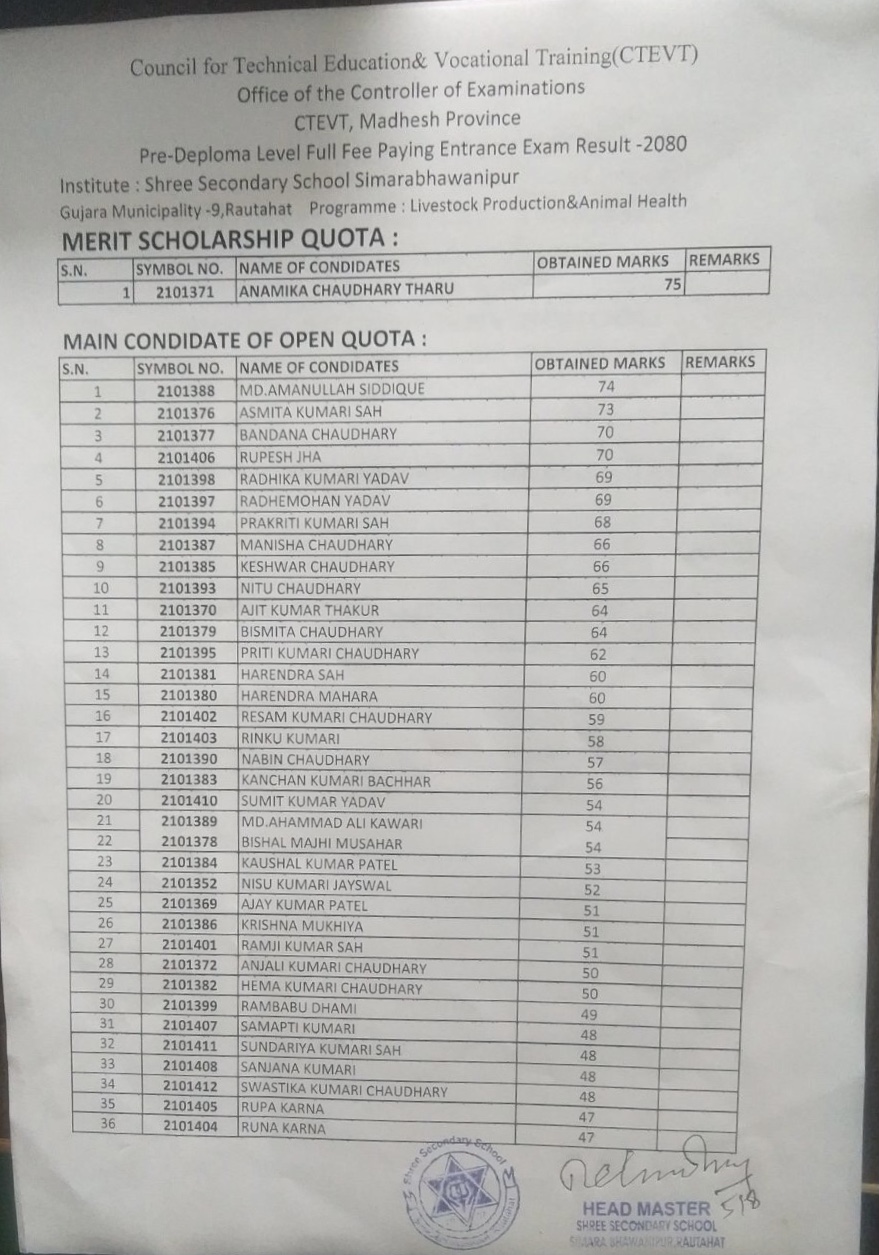 Council for Technical Education& Vocational Training(CTEVT)
Office of the Controller of Examinations
CTEVT, Madhesh Province
Pre-Deploma Level Full Fee Paying Entrance Exam Result -2080
Institute : Shree Secondary School Simarabhawanipur
Gujara Municipality -9,Rautahat Programme : Livestock Production&Animal Health
MERIT SCHOLARSHIP QUOTA :
S.N. SYMBOL NO. NAME OF CONDIDATES OBTAINED MARKS REMARKS
1 2101371 ANAMIKA CHAUDHARY THARU 75
MAIN CONDIDATE OF OPEN QUOTA :
S.N. SYMBOL NO. NAME OF CONDIDATES OBTAINED MARKS REMARKS
1 2101388 MD.AMANULLAH SIDDIQUE 74
2 2101376 ASMITA KUMARI SAH 73
3 2101377 BANDANA CHAUDHARY 70
4 2101406 RUPESH JHA 70
5 2101398 RADHIKA KUMARI YADAV 69
6 2101397 RADHEMOHAN YADAV 69
7 2101394 PRAKRITI KUMARI SAH 68
8 2101387 MANISHA CHAUDHARY 66
9 2101385 KESHWAR CHAUDHARY 66
10 2101393 NITU CHAUDHARY 65
11 2101370 AJIT KUMAR THAKUR 64
12 2101379 BISMITA CHAUDHARY 64
13 2101395 PRITI KUMARI CHAUDHARY 62
14 2101381 HARENDRA SAH 60
15 2101380 HARENDRA MAHARA 60
16 2101402 RESAM KUMARI CHAUDHARY 59
17 2101403 RINKU KUMARI 58
18 2101390 NABIN CHAUDHARY 57
19 2101383 KANCHAN KUMARI BACHHAR 56
20 2101410 SUMIT KUMAR YADAV 54
21 2101389 MD.AHAMMAD ALI KAWARI 54
22 2101378 BISHAL MAJHI MUSAHAR 54
23 2101384 KAUSHAL KUMAR PATEL 53
24 2101352 NISU KUMARI JAYSWAL 52
25 2101369 AJAY KUMAR PATEL 51
26 2101386 KRISHNA MUKHIYA 51
27 2101401 RAMJI KUMAR SAH 51
28 2101372 ANJALI KUMARI CHAUDHARY 50
29 2101382 HEMA KUMARI CHAUDHARY 50
30 2101399 RAMBABU DHAMI 49
31 2101407 SAMAPTI KUMARI 48
32 2101411 SUNDARIYA KUMARI SAH 48
33 2101408 SANJANA KUMARI 48
34 2101412 SWASTIKA KUMARI CHAUDHARY 48
35 2101405 RUPA KARNA 47
36 2101404 RUNA KARNA 47
Shree Secondary School
HEAD MASTER
SHREE SECONDARY SCHOOL
SIMARA BHAWANIPUR,RAUTAHAT